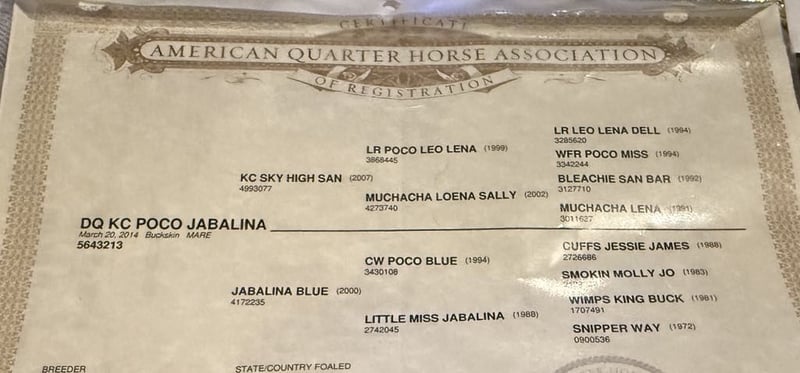 CERTIFICATE
AMERICAN QUARTER HORSE ASSOCIATION
OF REGISTRATION
LR LEO LENA DELL (1994)
3285620
LR POCO LEO LENA (1999)
3868445
WFR POCO MISS (1994)
3342244
KC SKY HIGH SAN (2007)
4993077
BLEACHIE SAN BAR (1992)
3127710
MUCHACHA LOENA SALLY (2002)
4273740
MUCHACHA LENA (1991)
3011627
DQ KC POCO JABALINA
March 20, 2014 Buckskin MARE
5643213
CUFFS JESSIE JAMES (1988)
2726686
CW POCO BLUE (1994)
3430108
SMOKIN MOLLY JO (1983)
JABALINA BLUE (2000)
4172235
WIMPS KING BUCK (1981)
1707491
LITTLE MISS JABALINA (1988)
2742045
SNIPPER WAY (1972)
0900536
BREEDER
STATE/COUNTRY FOALED